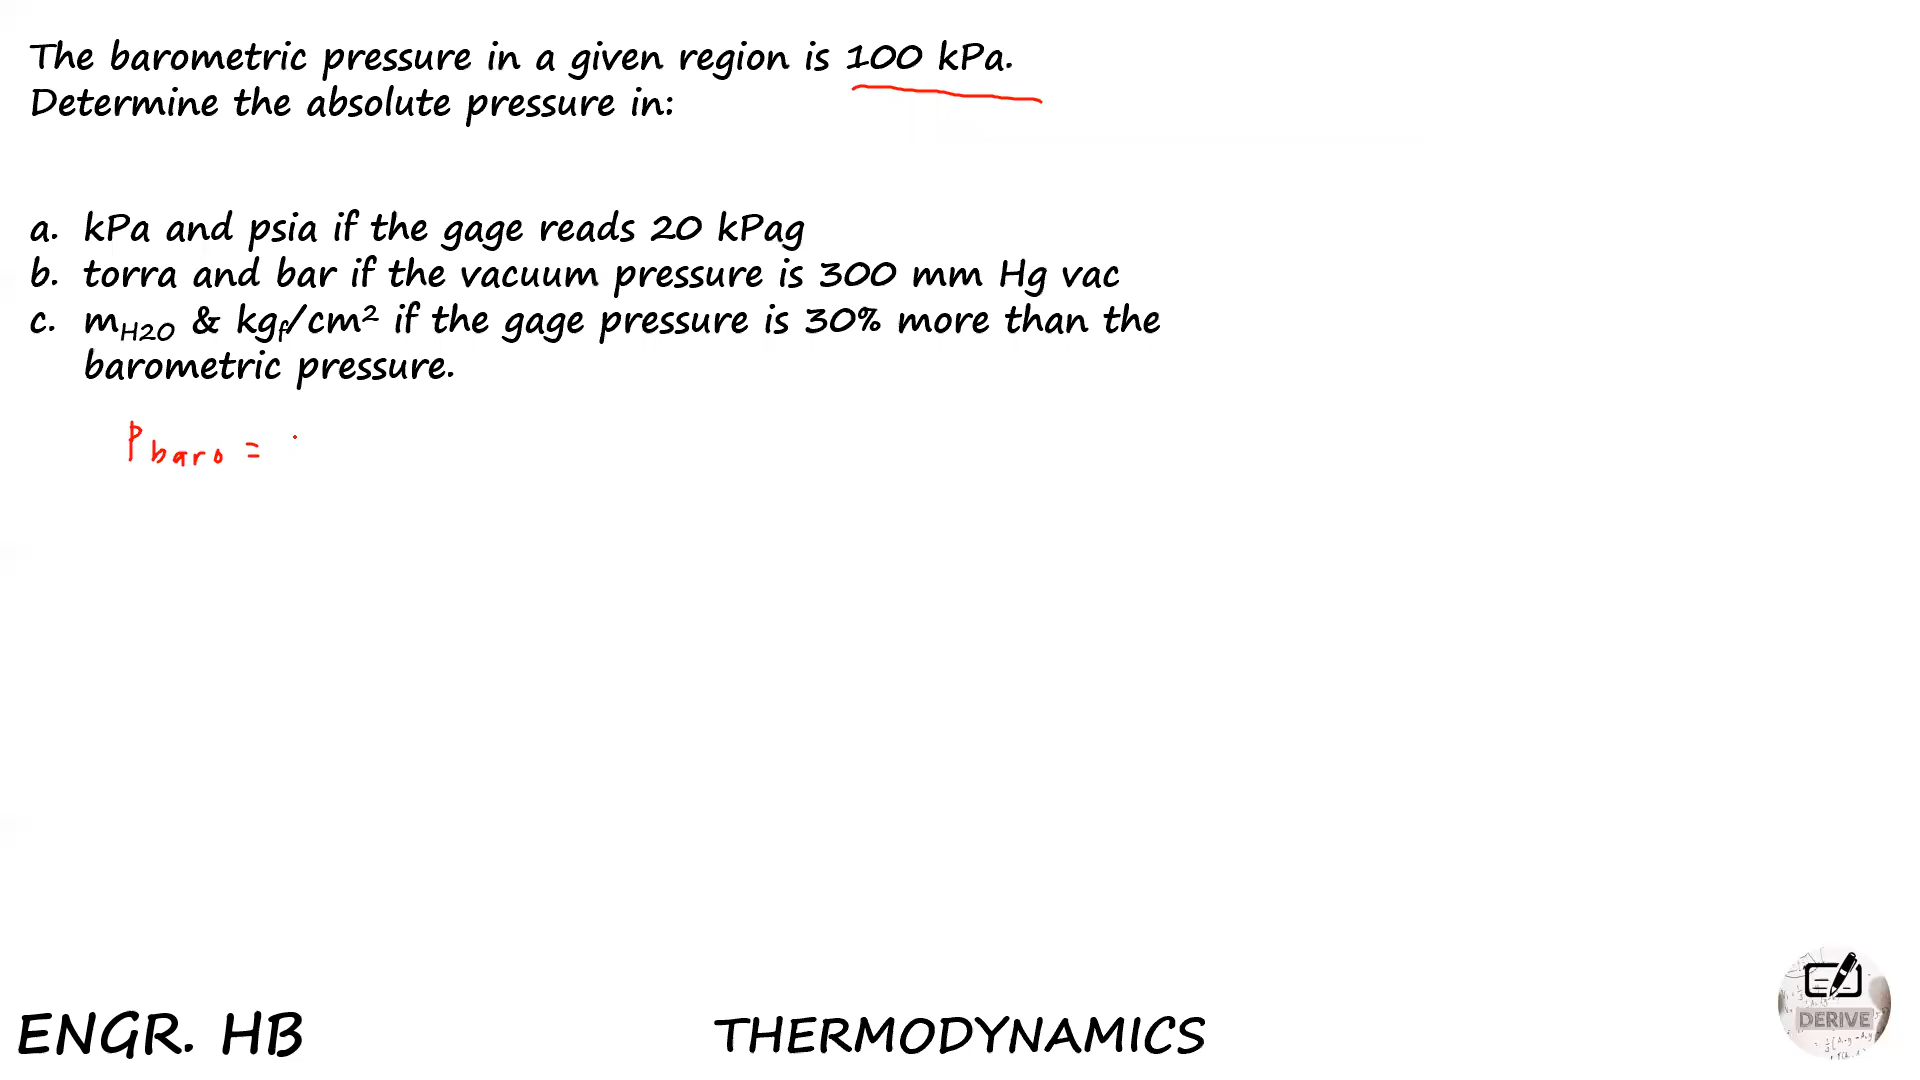 The barometric pressure in a given region is 100 kPa.
Determine the absolute pressure in:
a. kPa and psia if the gage reads 20 kPag
b. torra and bar if the vacuum pressure is 300 mm Hg vac
c. mH2O & kgf/cm² if the gage pressure is 30% more than the
barometric pressure.
Pbaro =
ENGR. HB
THERMODYNAMICS
DERIVE